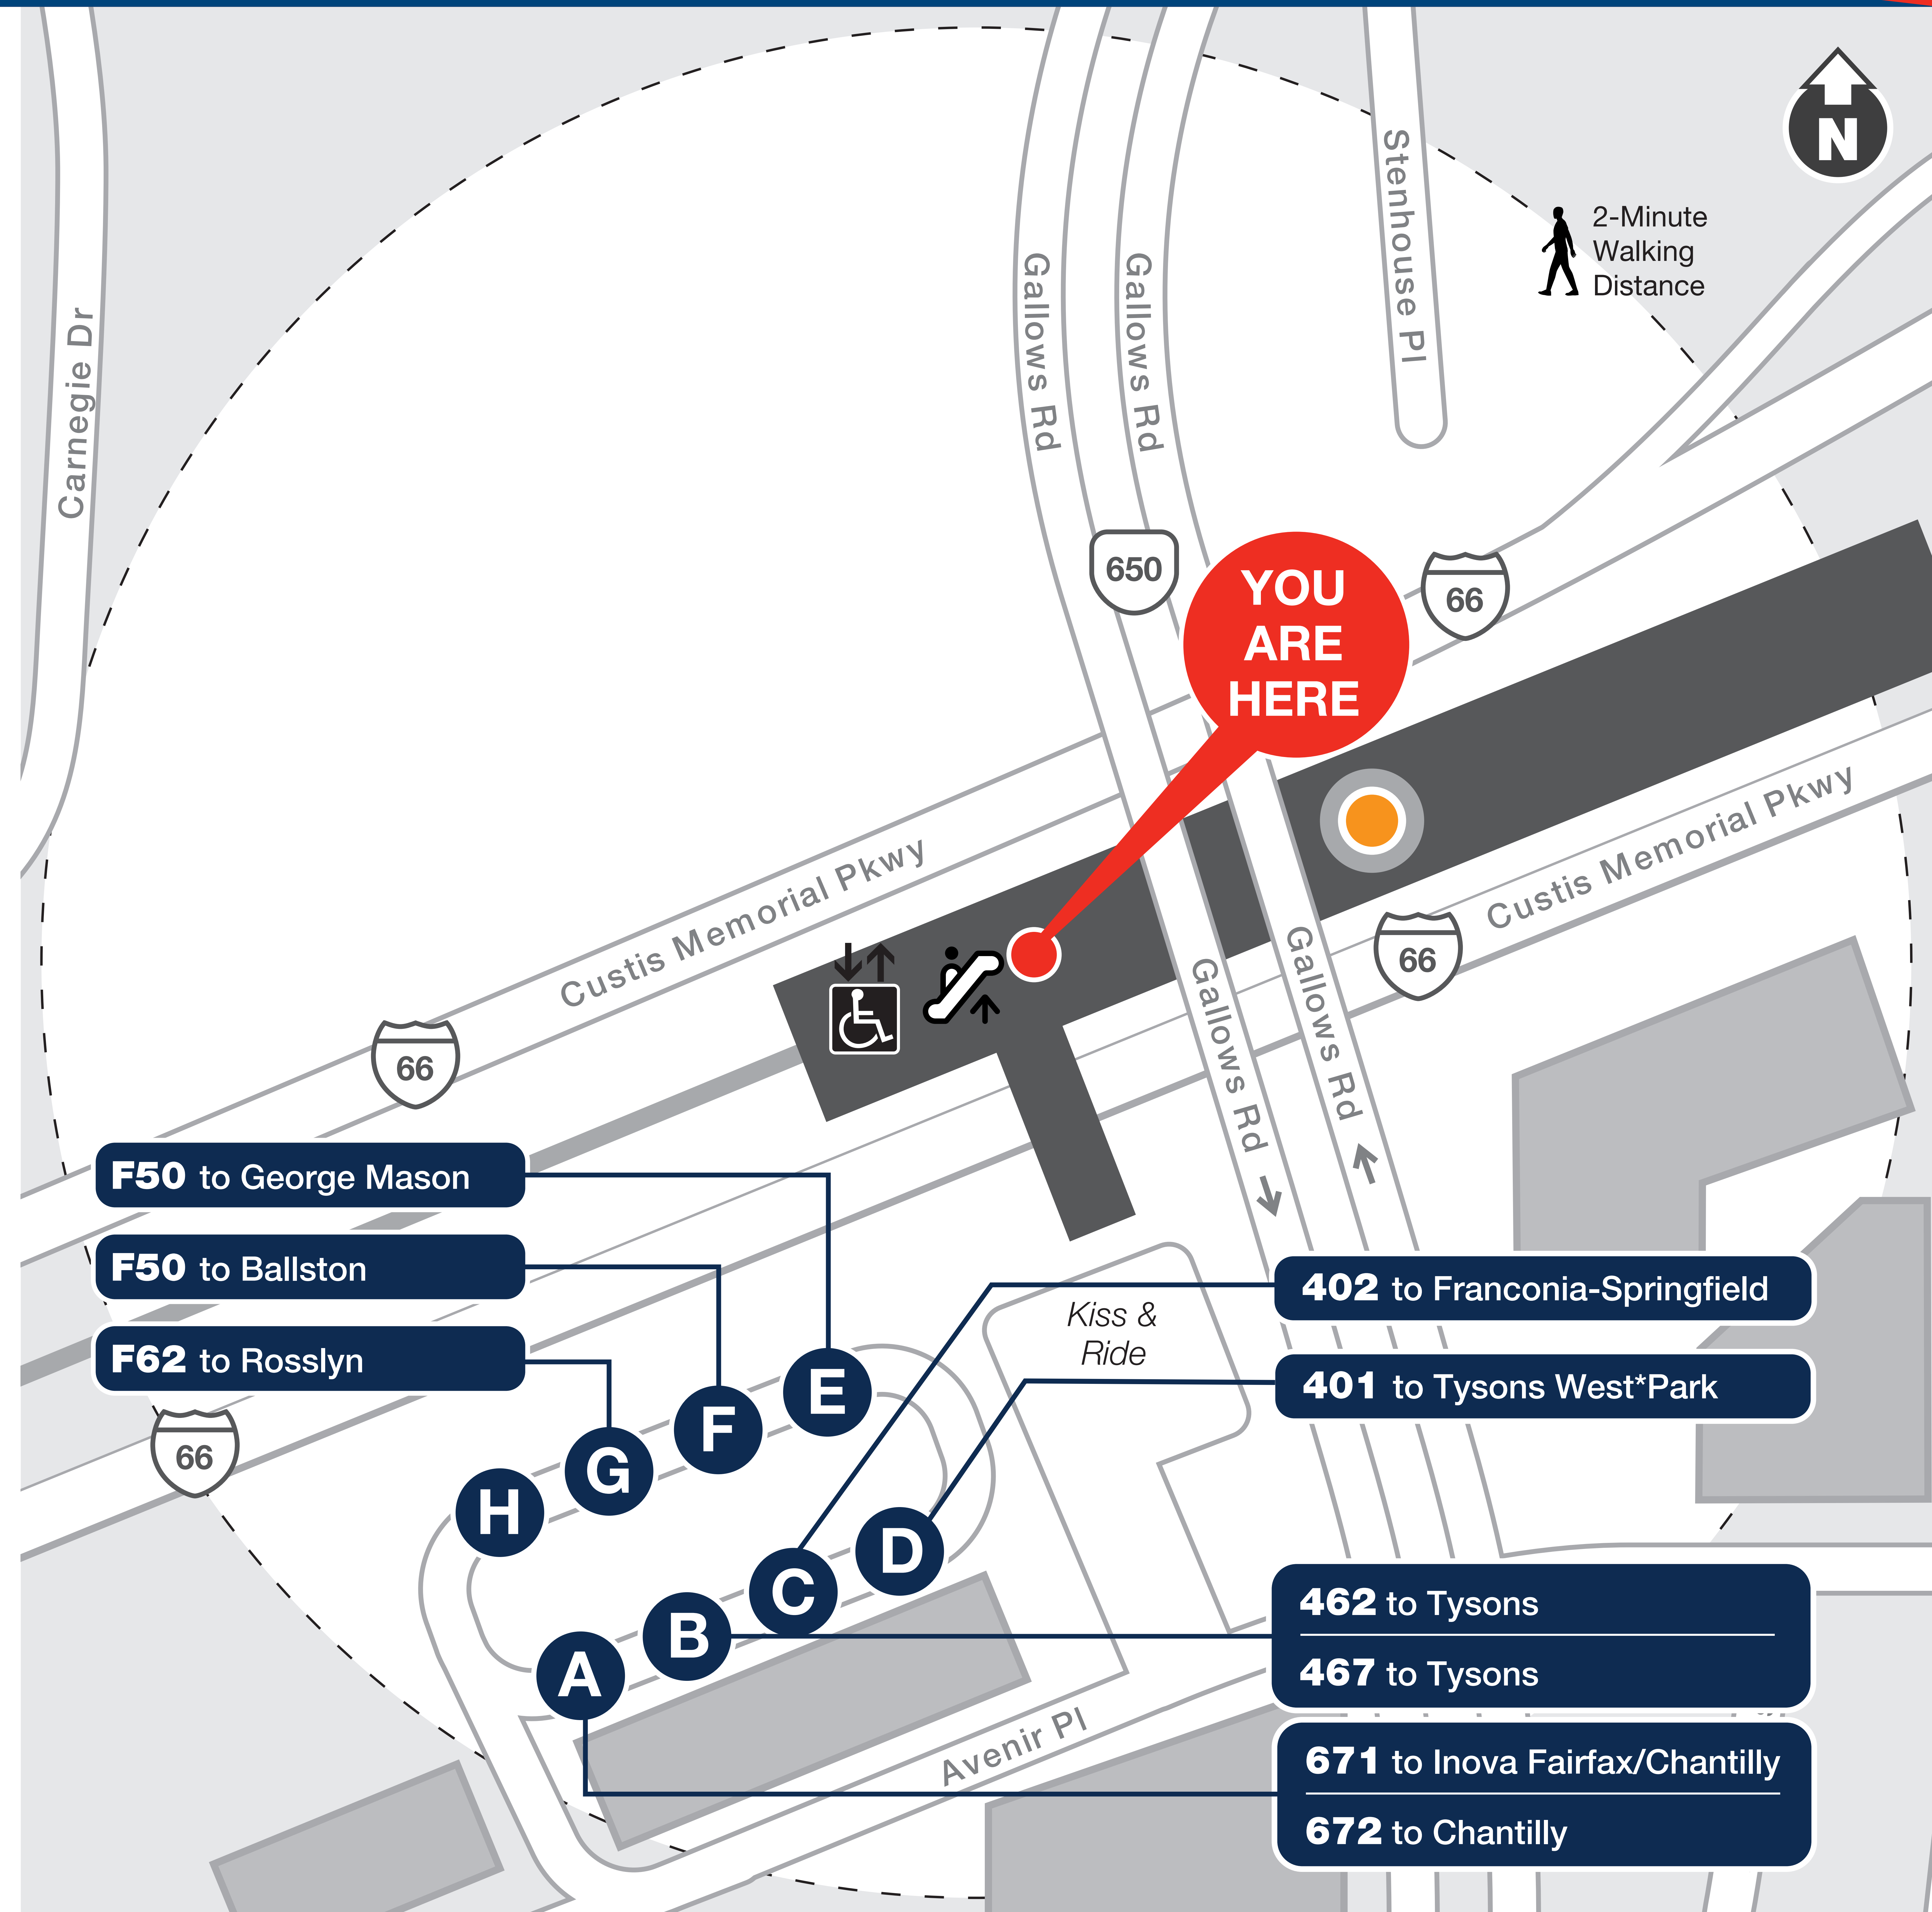 N
2-Minute
Walking
Distance
Carnegie Dr
Gallows Rd
Gallows Rd
Stenhouse Pl
650
YOU
ARE
HERE
66
Custis Memorial Pkwy
Custis Memorial Pkwy
66
66
Gallows Rd
Gallows Rd
F50 to George Mason
F50 to Ballston
F62 to Rosslyn
66
Kiss &
Ride
402 to Franconia-Springfield
401 to Tysons West*Park
E
F
G
H
D
C
B
A
462 to Tysons
467 to Tysons
Avenir Pl
671 to Inova Fairfax/Chantilly
672 to Chantilly